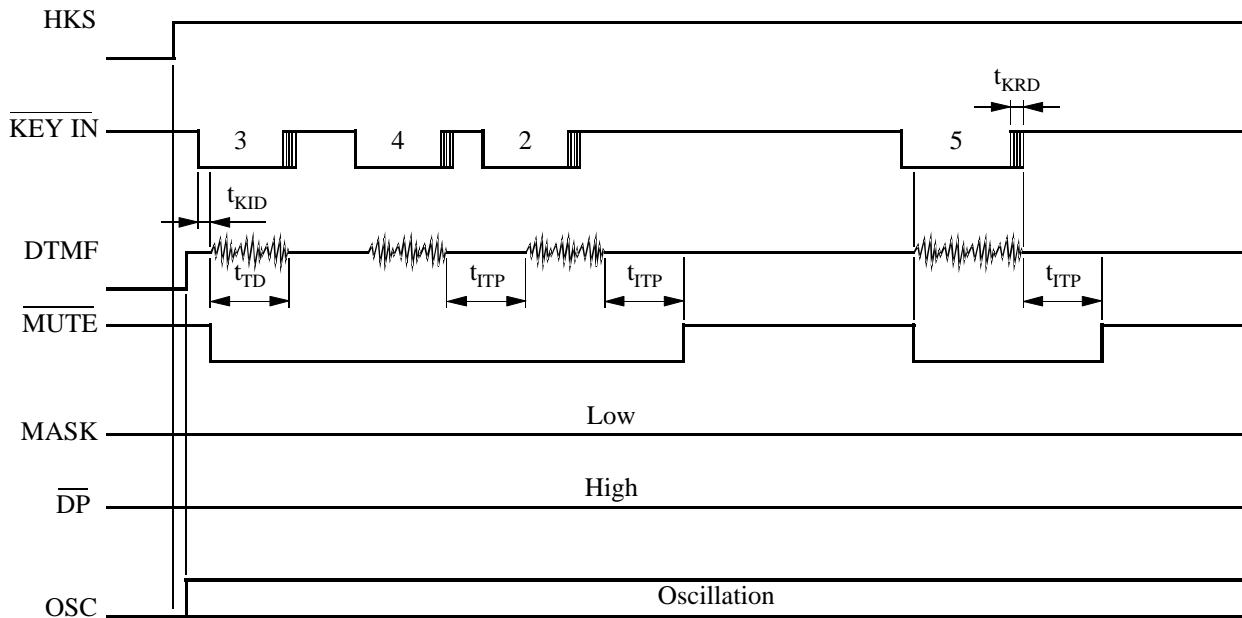 HKS
t_KRD
KEY IN
3
4
2
5
t_KID
DTMF
t_TD
t_ITP
t_ITP
t_ITP
MUTE
Low
MASK
High
DP
Oscillation
OSC